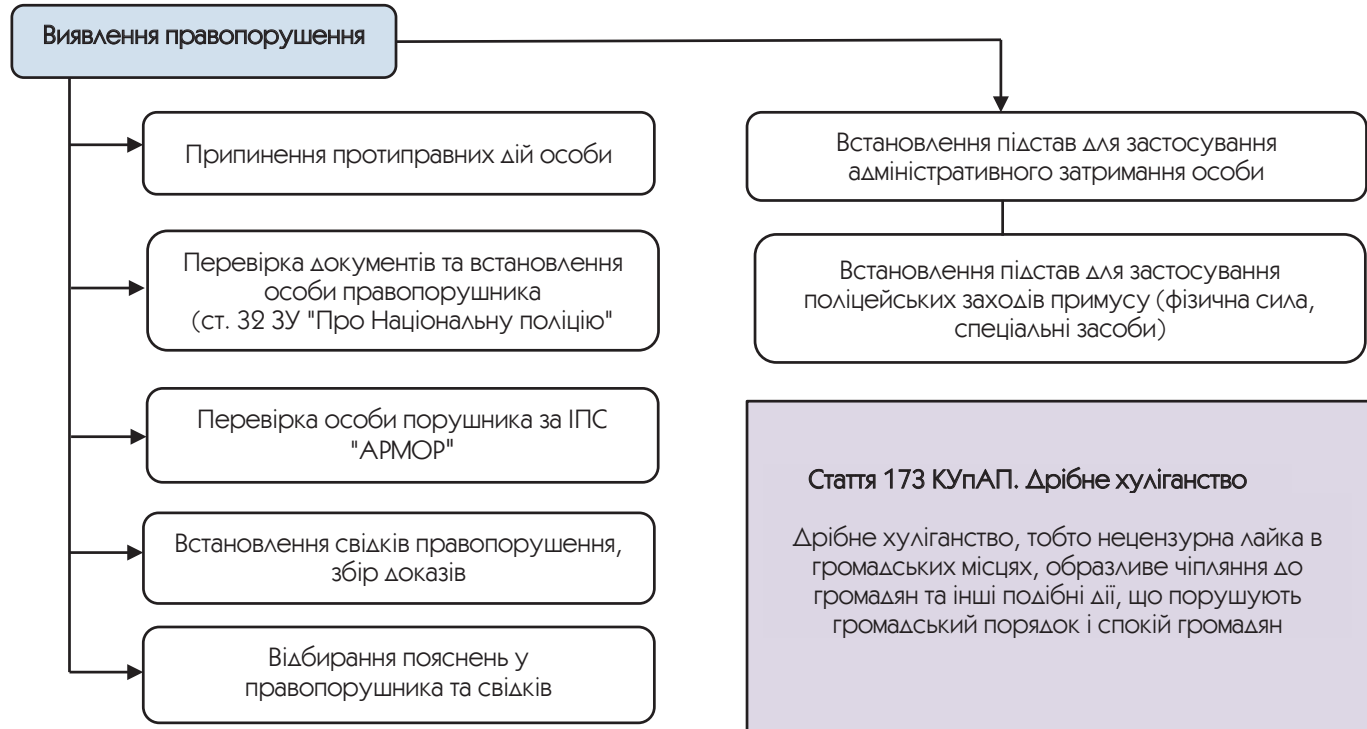 Виявлення правопорушення
Припинення протиправних дій особи
Перевірка документів та встановлення
особи правопорушника
(ст. 32 ЗУ "Про Національну поліцію"
Перевірка особи порушника за ІПС
"АРМОР"
Встановлення свідків правопорушення,
збір доказів
Відбирання пояснень у
правопорушника та свідків
Встановлення підстав для застосування
адміністративного затримання особи
Встановлення підстав для застосування
поліцейських заходів примусу (фізична сила,
спеціальні засоби)
Стаття 173 КУпАП. Дрібне хуліганство
Дрібне хуліганство, тобто нецензурна лайка в
громадських місцях, образливе чіпляння до
громадян та інші подібні дії, що порушують
громадський порядок і спокій громадян